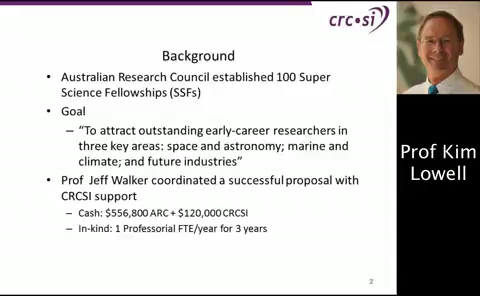 crc•si
Background
• Australian Research Council established 100 Super
Science Fellowships (SSFs)
• Goal
– “To attract outstanding early-career researchers in
three key areas: space and astronomy; marine and
climate; and future industries”
• Prof Jeff Walker coordinated a successful proposal with
CRCSI support
– Cash: $556,800 ARC + $120,000 CRCSI
– In-kind: 1 Professorial FTE/year for 3 years
2
Prof Kim
Lowell